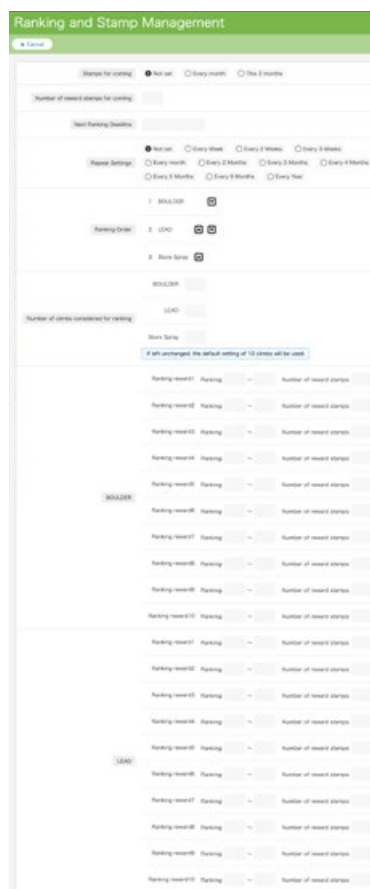 Ranking and Stamp Management
Cancel
Stamps for coming Not set Every month This 2 months
Number of reward stamps for coming
Next Ranking Deadline
Not set Every Week Every 2 Weeks Every 3 Weeks
Repeat Settings Every month Every 2 Months Every 3 Months Every 4 Months
Every 5 Months Every 6 Months Every Year
1 BOULDER
Ranking Order 2 LEAD
3 Store Spray
BOULDER
LEAD
Number of climbs considered for ranking
Store Spray
If left unchanged, the default setting of 10 climbs will be used.
Ranking reward1 Ranking ~ Number of reward stamps
Ranking reward2 Ranking ~ Number of reward stamps
Ranking reward3 Ranking ~ Number of reward stamps
Ranking reward4 Ranking ~ Number of reward stamps
Ranking reward5 Ranking ~ Number of reward stamps
BOULDER
Ranking reward6 Ranking ~ Number of reward stamps
Ranking reward7 Ranking ~ Number of reward stamps
Ranking reward8 Ranking ~ Number of reward stamps
Ranking reward9 Ranking ~ Number of reward stamps
Ranking reward10 Ranking ~ Number of reward stamps
Ranking reward1 Ranking ~ Number of reward stamps
Ranking reward2 Ranking ~ Number of reward stamps
Ranking reward3 Ranking ~ Number of reward stamps
Ranking reward4 Ranking ~ Number of reward stamps
Ranking reward5 Ranking ~ Number of reward stamps
LEAD
Ranking reward6 Ranking ~ Number of reward stamps
Ranking reward7 Ranking ~ Number of reward stamps
Ranking reward8 Ranking ~ Number of reward stamps
Ranking reward9 Ranking ~ Number of reward stamps
Ranking reward10 Ranking ~ Number of reward stamps